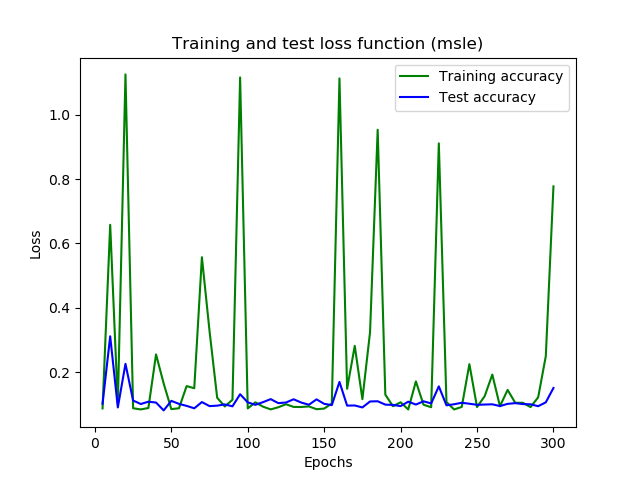 Training and test loss function (msle)
Training accuracy
Test accuracy
1.0
0.8
0.6
0.4
0.2
Loss
0 50 100 150 200 250 300
Epochs